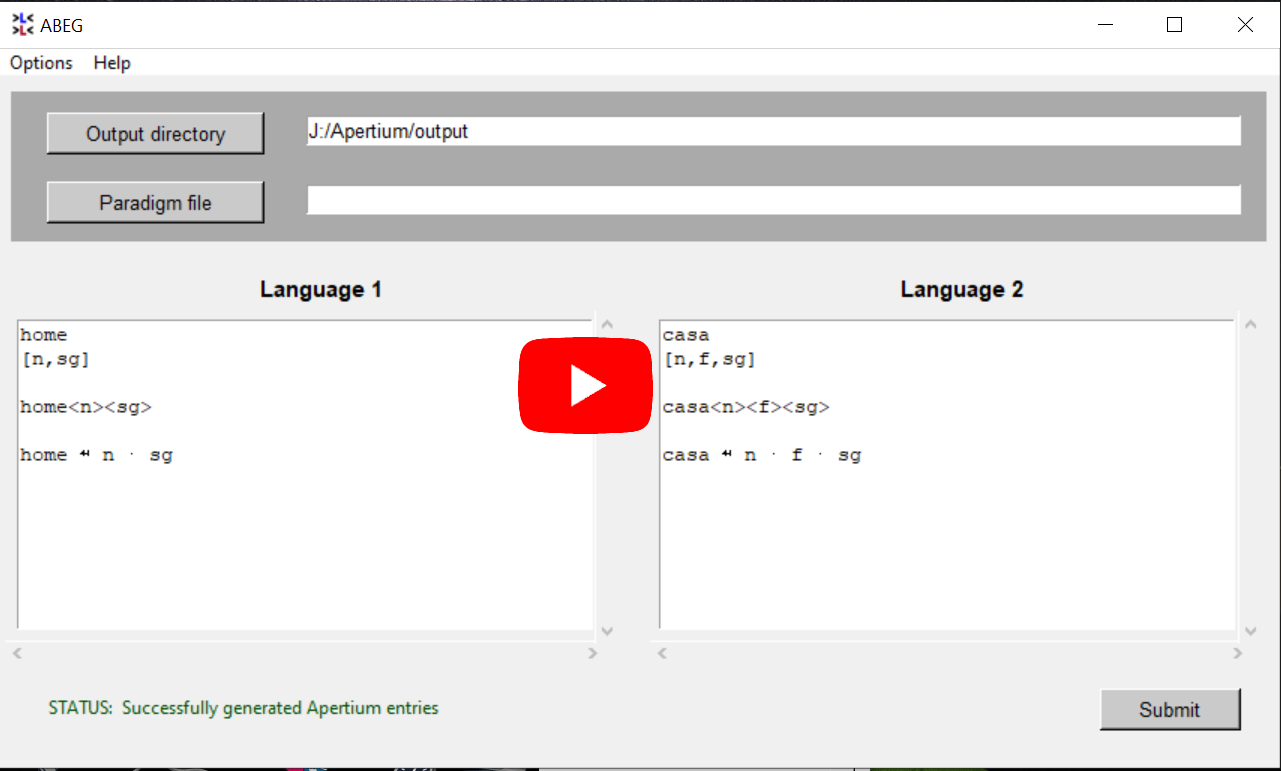 ABEG
Options Help
Output directory J:/Apertium/output
Paradigm file
Language 1
home
[n,sg]
home<n><sg>
home ↵ n · sg
Language 2
casa
[n,f,sg]
casa<n><f><sg>
casa ↵ n · f · sg
STATUS: Successfully generated Apertium entries
Submit